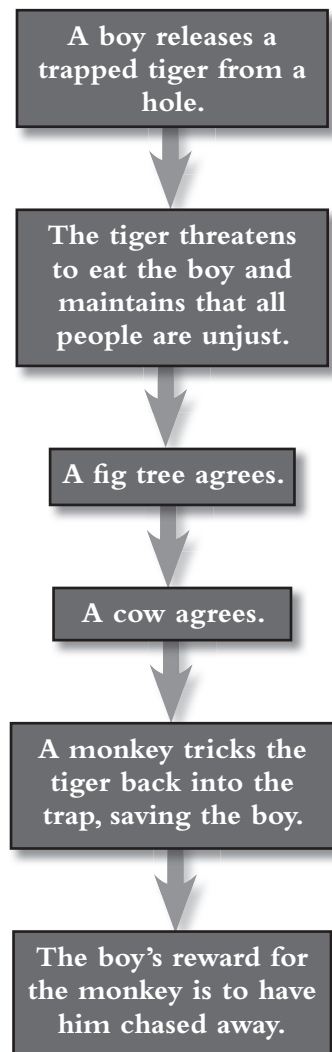 A boy releases a
trapped tiger from a
hole.
The tiger threatens
to eat the boy and
maintains that all
people are unjust.
A fig tree agrees.
A cow agrees.
A monkey tricks the
tiger back into the
trap, saving the boy.
The boy’s reward for
the monkey is to have
him chased away.